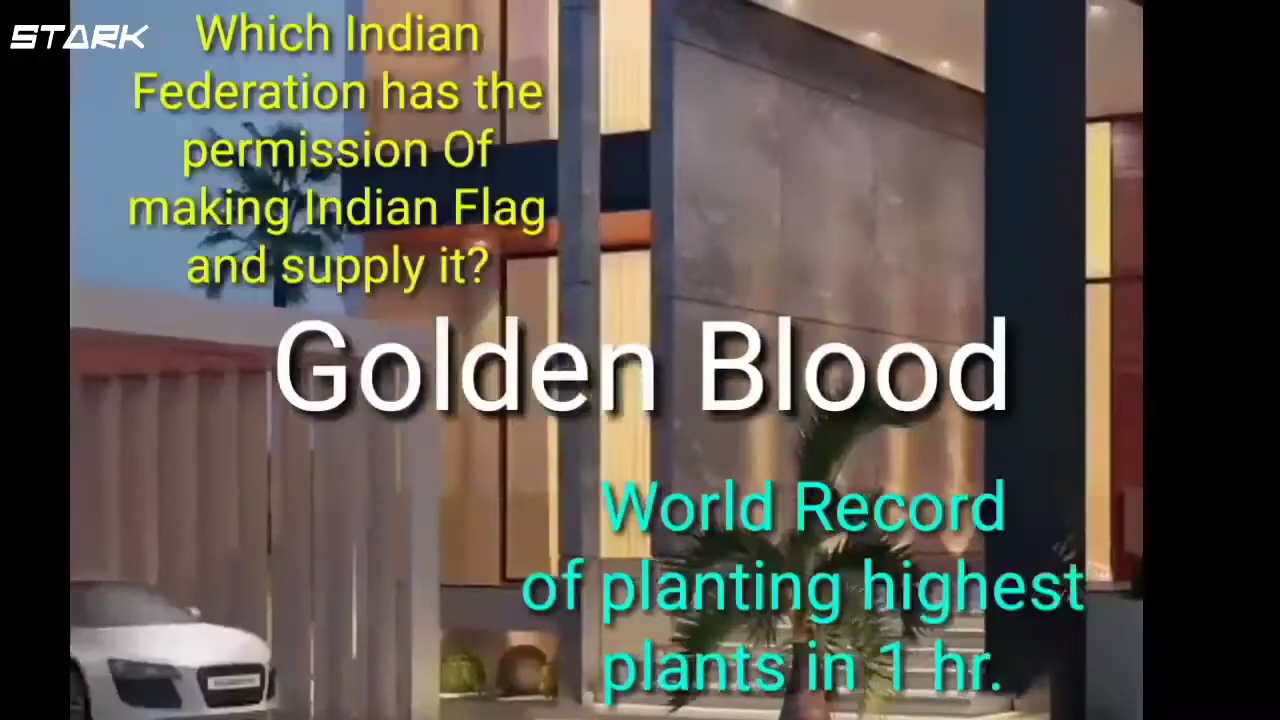 STARK
Which Indian
Federation has the
permission Of
making Indian Flag
and supply it?
Golden Blood
World Record
of planting highest
plants in 1 hr.